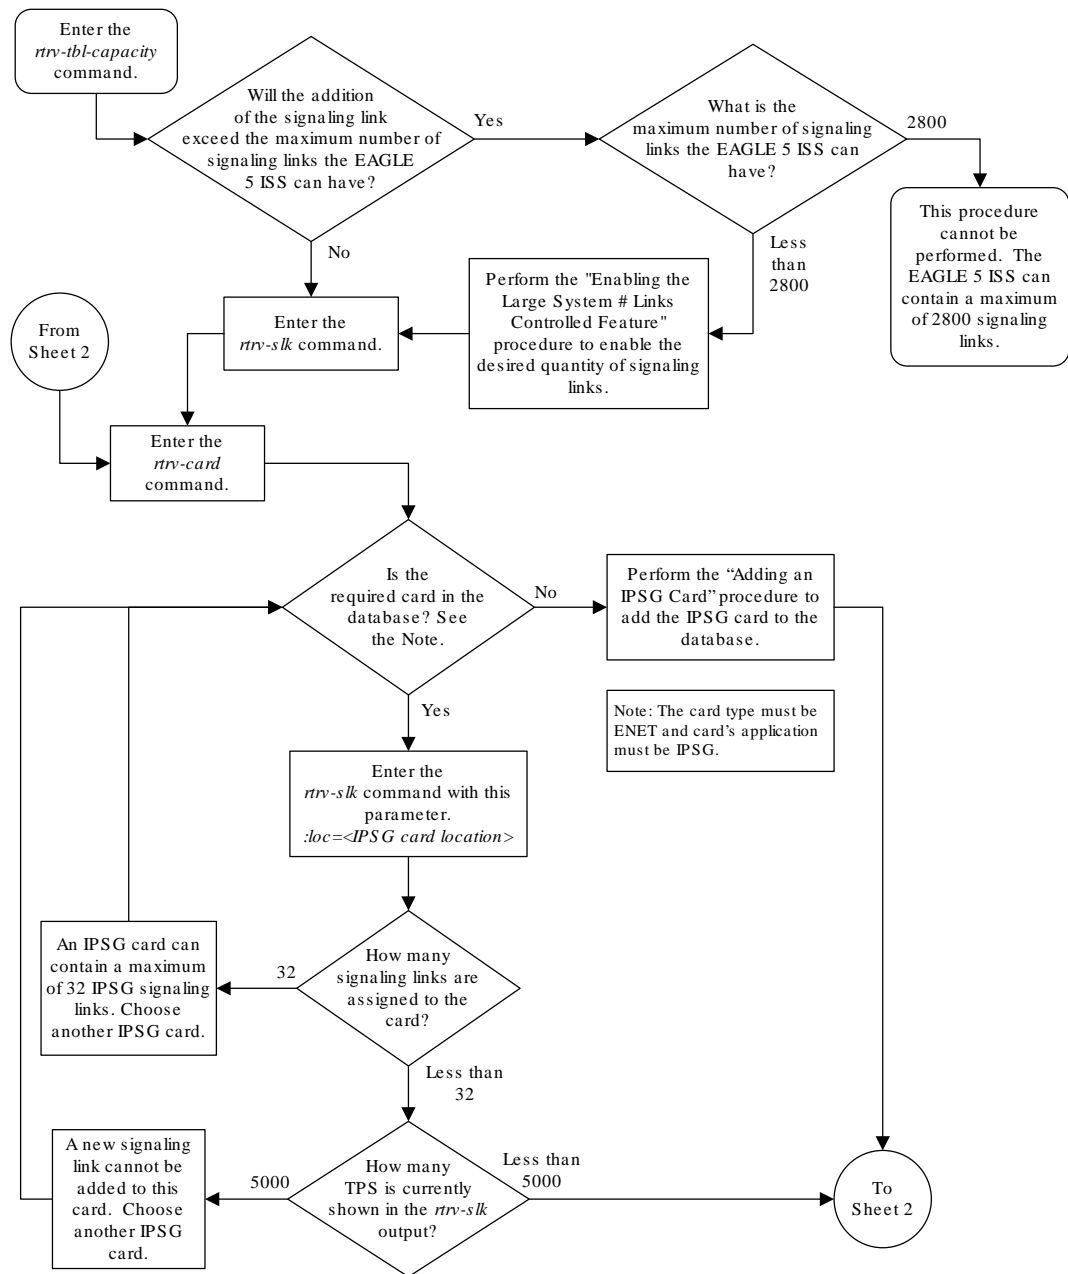 Enter the
rtrv-tbl-capacity
command.
Will the addition
of the signaling link
exceed the maximum number of
signaling links the EAGLE
5 ISS can have?
Yes
What is the
maximum number of signaling
links the EAGLE 5 ISS can
have?
2800
This procedure
cannot be
performed. The
EAGLE 5 ISS can
contain a maximum
of 2800 signaling
links.
No
Less
than
2800
Perform the "Enabling the
Large System # Links
Controlled Feature"
procedure to enable the
desired quantity of signaling
links.
Enter the
rtrv-slk command.
From
Sheet 2
Enter the
rtrv-card
command.
Is the
required card in the
database? See
the Note.
No
Perform the “Adding an
IPSG Card” procedure to
add the IPSG card to the
database.
Yes
Note: The card type must be
ENET and card’s application
must be IPSG.
Enter the
rtrv-slk command with this
parameter.
:loc=<IPSG card location>
How many
signaling links are
assigned to the
card?
32
An IPSG card can
contain a maximum
of 32 IPSG signaling
links. Choose
another IPSG card.
Less than
32
How many
TPS is currently
shown in the rtrv-slk
output?
5000
A new signaling
link cannot be
added to this
card. Choose
another IPSG
card.
Less than
5000
To
Sheet 2